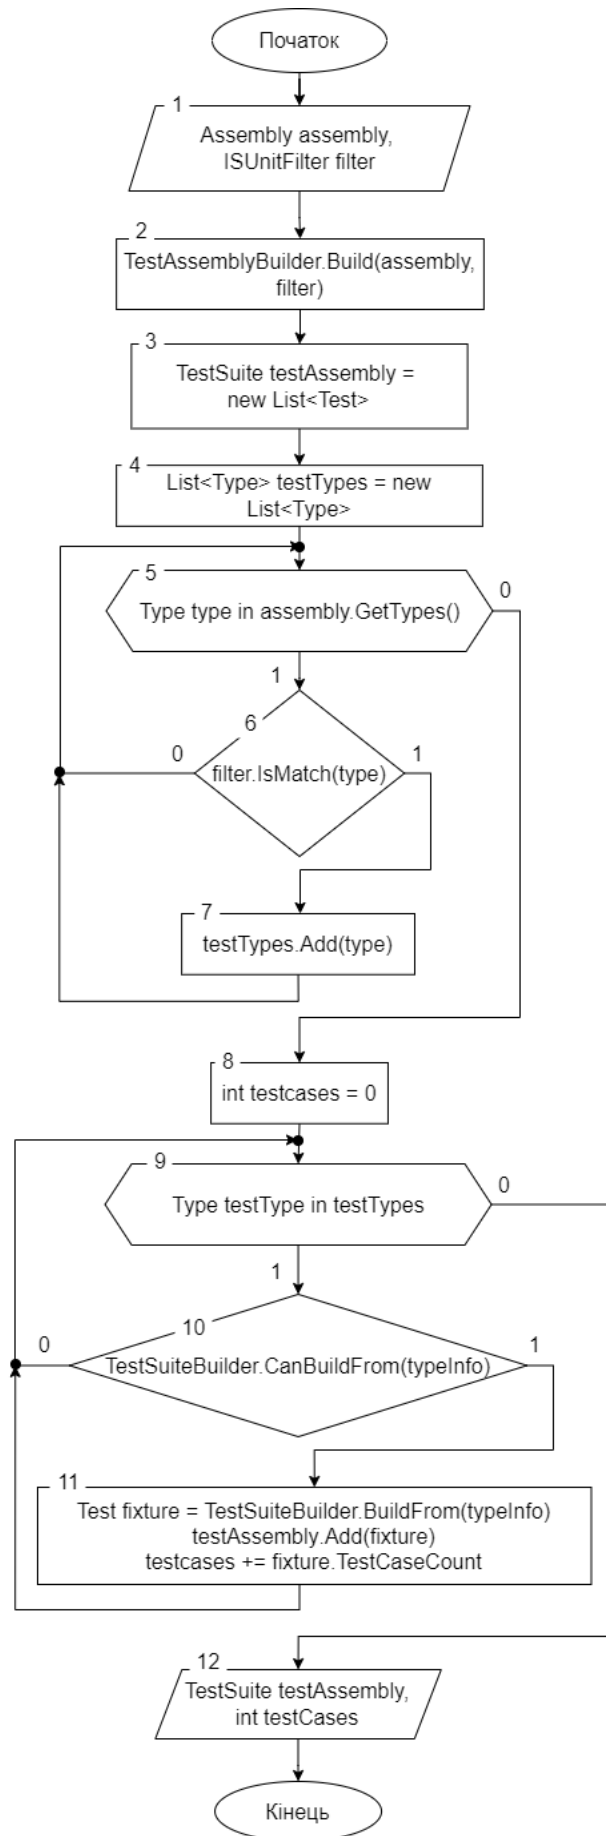 Початок
1
Assembly assembly,
ISUnitFilter filter
2
TestAssemblyBuilder.Build(assembly,
filter)
3
TestSuite testAssembly =
new List<Test>
4
List<Type> testTypes = new
List<Type>
5
0
Type type in assembly.GetTypes()
1
6
0
1
filter.IsMatch(type)
7
testTypes.Add(type)
8
int testcases = 0
9
0
Type testType in testTypes
1
10
0
1
TestSuiteBuilder.CanBuildFrom(typeInfo)
11
Test fixture = TestSuiteBuilder.BuildFrom(typeInfo)
testAssembly.Add(fixture)
testcases += fixture.TestCaseCount
12
TestSuite testAssembly,
int testCases
Кінець